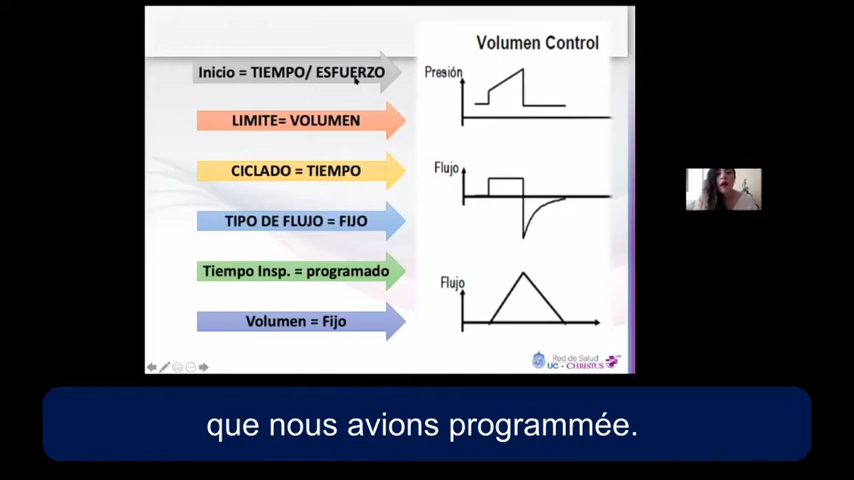 Volumen Control
Inicio = TIEMPO/ ESFUERZO
LIMITE= VOLUMEN
CICLADO = TIEMPO
TIPO DE FLUJO = FIJO
Tiempo Insp. = programado
Volumen = Fijo
Presión
Flujo
Flujo
Red de Salud
UC • CHRISTUS
que nous avions programmée.